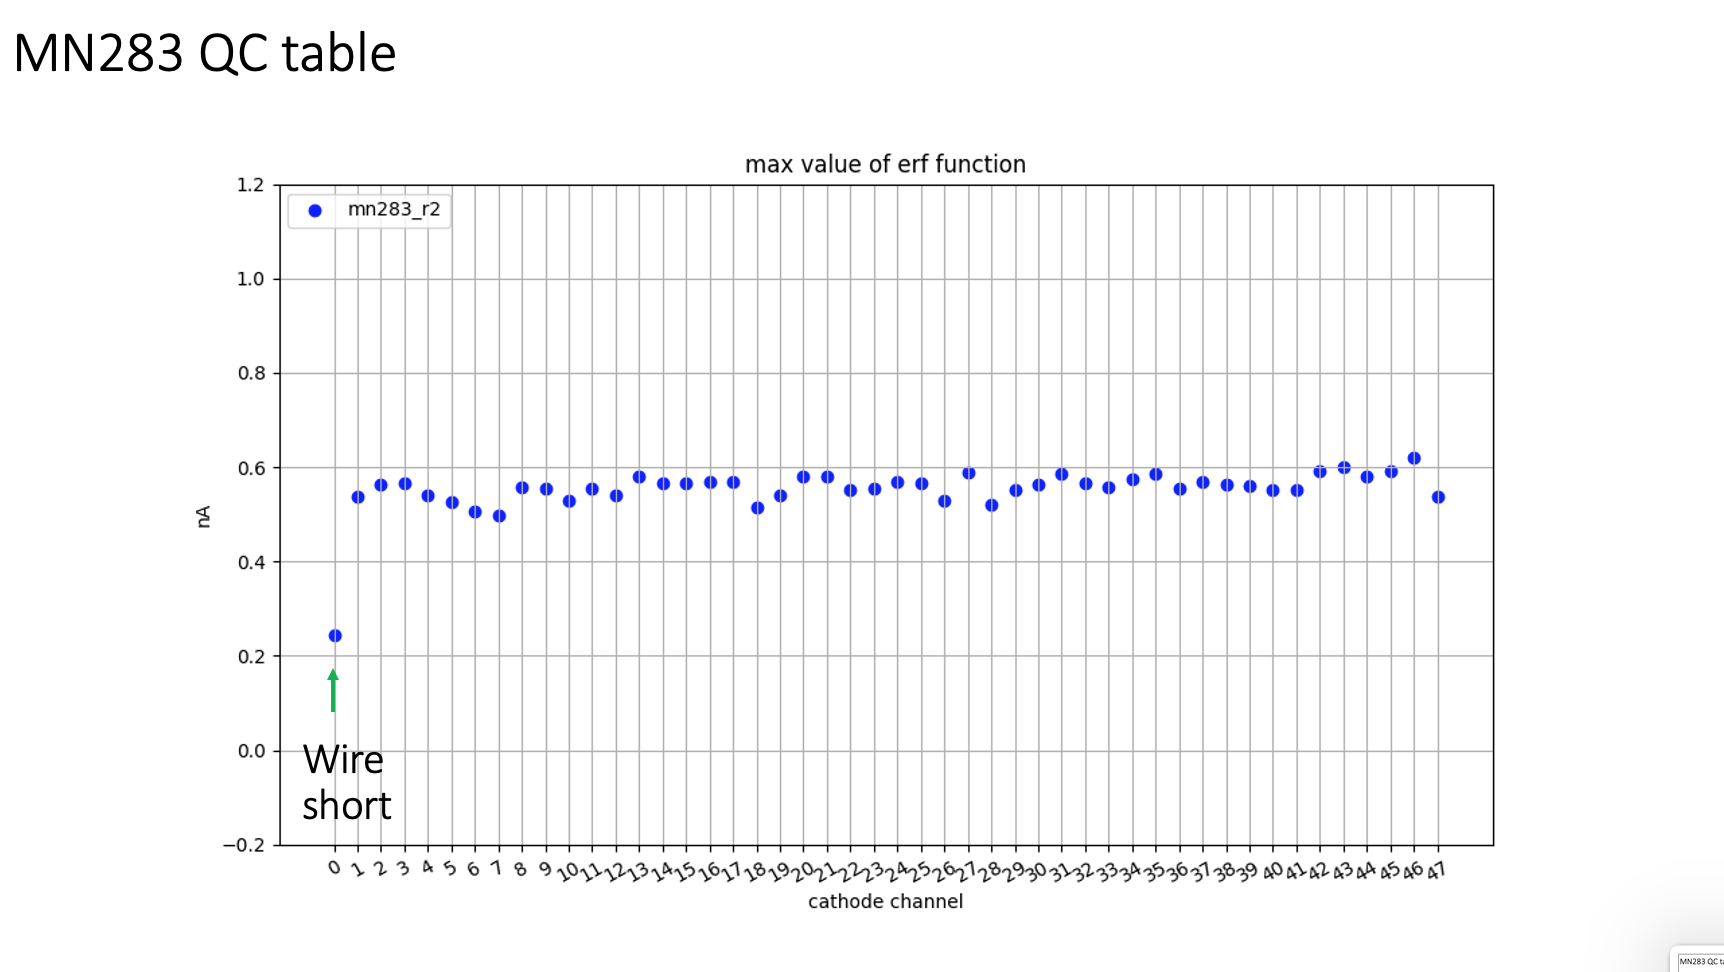 MN283 QC table
max value of erf function
mn283_r2
1.2
1.0
0.8
0.6
0.4
0.2
0.0
−0.2
nA
Wire
short
0 1 2 3 4 5 6 7 8 9 10 11 12 13 14 15 16 17 18 19 20 21 22 23 24 25 26 27 28 29 30 31 32 33 34 35 36 37 38 39 40 41 42 43 44 45 46 47
cathode channel
MN283 QC